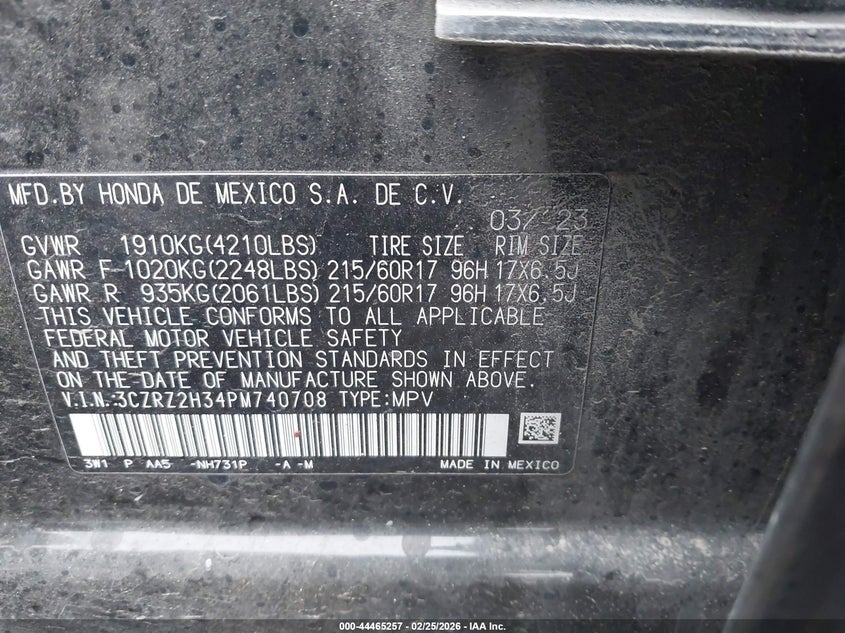 MFD.BY HONDA DE MEXICO S.A. DE C.V.
03/23
GVWR 1910KG(4210LBS) TIRE SIZE RIM SIZE
GAWR F 1020KG(2248LBS) 215/60R17 96H 17X6.5J
GAWR R 935KG(2061LBS) 215/60R17 96H 17X6.5J
THIS VEHICLE CONFORMS TO ALL APPLICABLE
FEDERAL MOTOR VEHICLE SAFETY
AND THEFT PREVENTION STANDARDS IN EFFECT
ON THE DATE OF MANUFACTURE SHOWN ABOVE.
V.I.N.:3CZRZ2H34PM740708 TYPE:MPV
3W1 P AA5 -NH731P -A -M MADE IN MEXICO
000-44465257 - 02/25/2026 - IAA Inc.